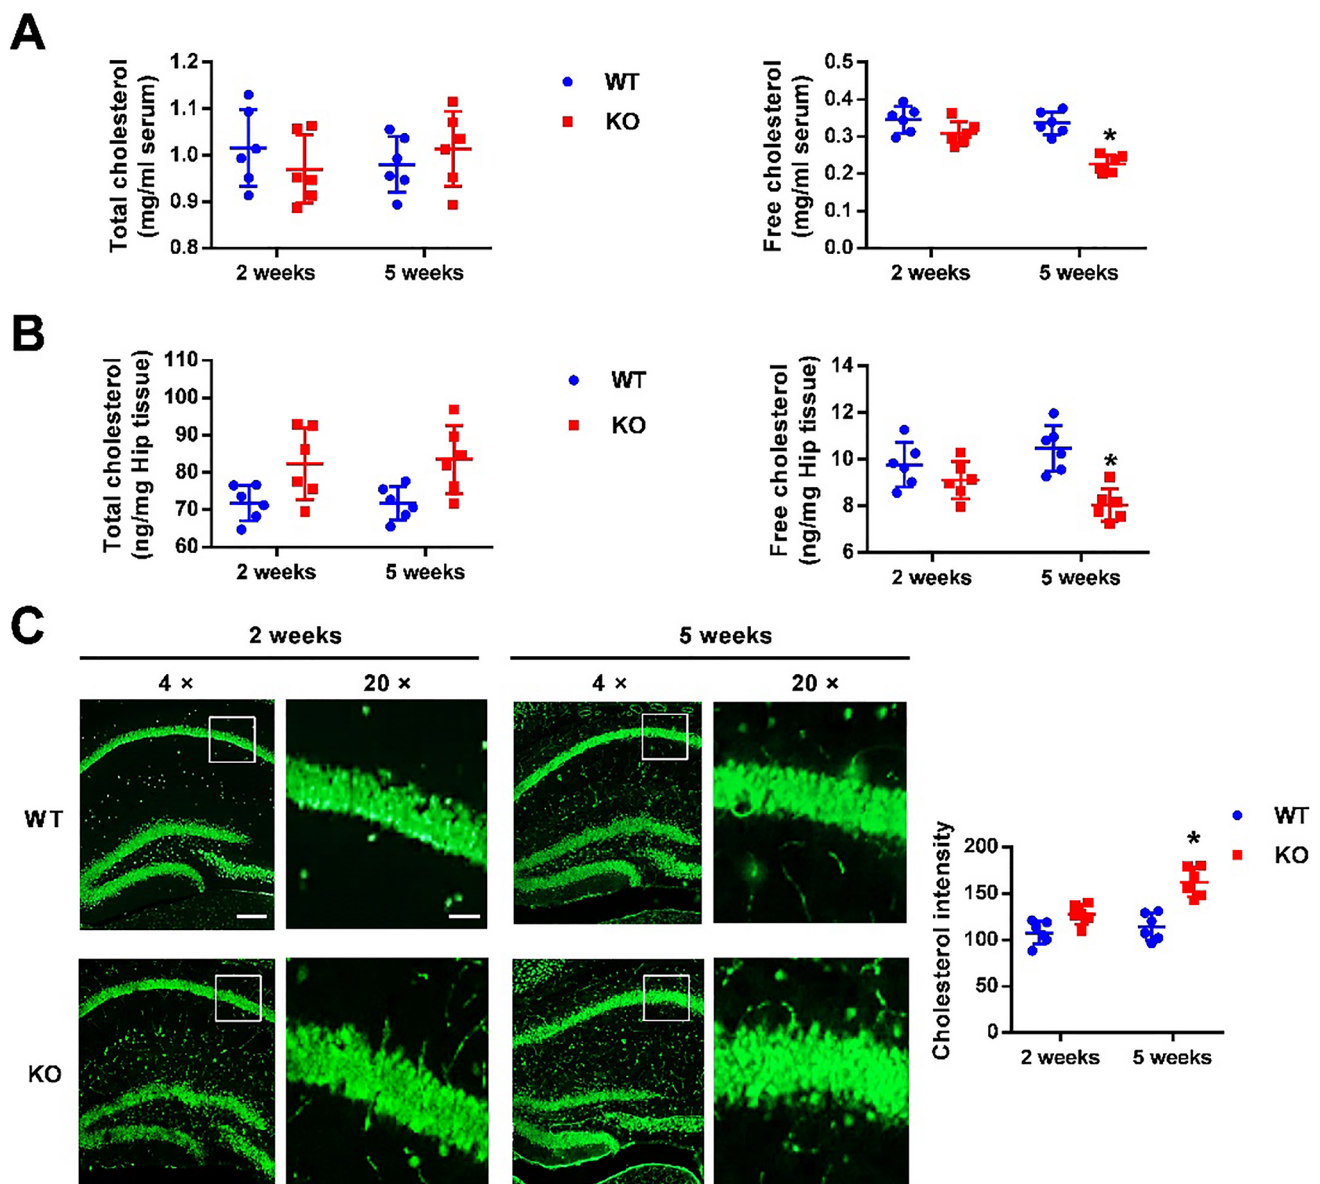 A
Total cholesterol
(mg/ml serum)
1.2
1.1
1.0
0.9
0.8
2 weeks
5 weeks
WT
KO
Free cholesterol
(mg/ml serum)
0.5
0.4
0.3
0.2
0.1
0.0
*
2 weeks
5 weeks
B
Total cholesterol
(ng/mg Hip tissue)
110
100
90
80
70
60
2 weeks
5 weeks
WT
KO
Free cholesterol
(ng/mg Hip tissue)
14
12
10
8
6
*
2 weeks
5 weeks
C
2 weeks
5 weeks
4 ×
20 ×
4 ×
20 ×
WT
KO
Cholesterol intensity
200
150
100
50
0
*
2 weeks
5 weeks
WT
KO